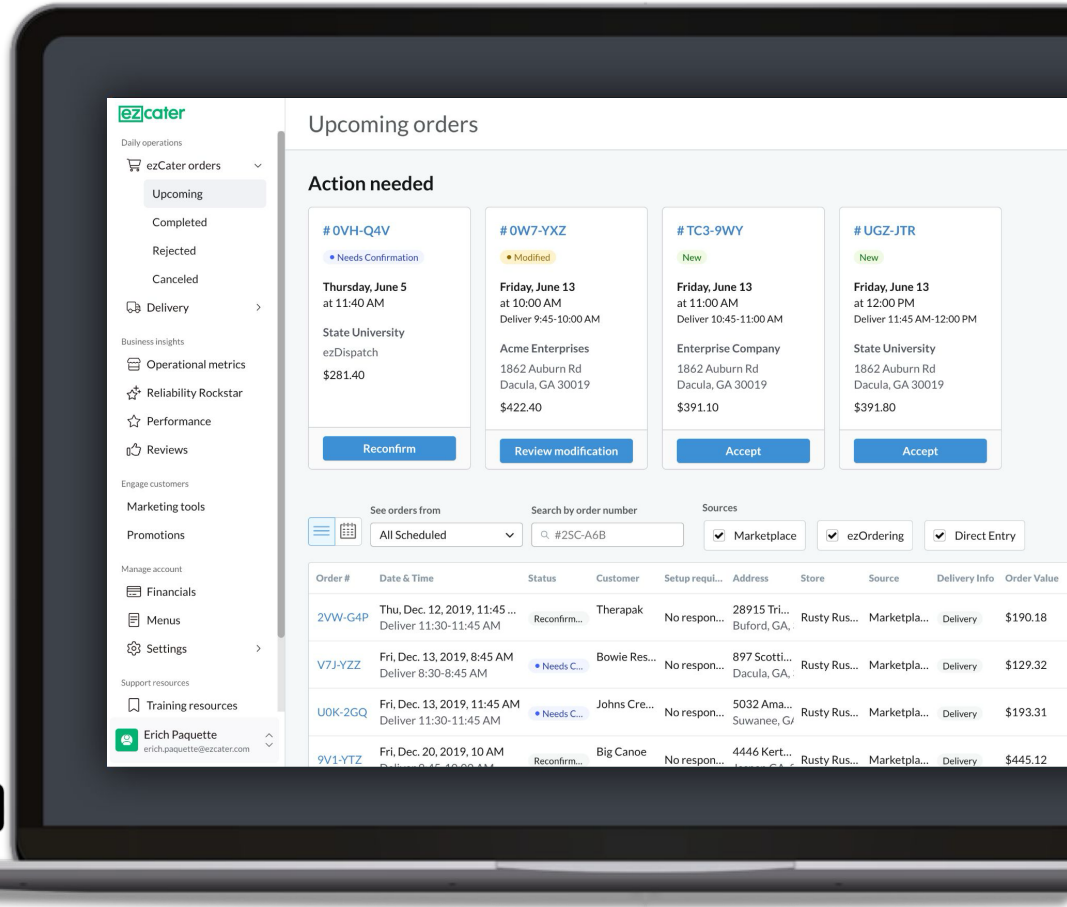 ezcater
Daily operations
ezCater orders
Upcoming
Completed
Rejected
Canceled
Delivery
Business insights
Operational metrics
Reliability Rockstar
Performance
Reviews
Engage customers
Marketing tools
Promotions
Manage account
Financials
Menus
Settings
Support resources
Training resources
Erich Paquette
erich.paquette@ezcater.com
Upcoming orders
Action needed
# 0VH-Q4V
Needs Confirmation
Thursday, June 5
at 11:40 AM
State University
ezDispatch
$281.40
Reconfirm
# 0W7-YXZ
Modified
Friday, June 13
at 10:00 AM
Deliver 9:45-10:00 AM
Acme Enterprises
1862 Auburn Rd
Dacula, GA 30019
$422.40
Review modification
# TC3-9WY
New
Friday, June 13
at 11:00 AM
Deliver 10:45-11:00 AM
Enterprise Company
1862 Auburn Rd
Dacula, GA 30019
$391.10
Accept
# UGZ-JTR
New
Friday, June 13
at 12:00 PM
Deliver 11:45 AM-12:00 PM
State University
1862 Auburn Rd
Dacula, GA 30019
$391.80
Accept
See orders from
All Scheduled
Search by order number
#2SC-A6B
Sources
Marketplace
ezOrdering
Direct Entry
Order # Date & Time Status Customer Setup requi... Address Store Source Delivery Info Order Value
2VW-G4P Thu, Dec. 12, 2019, 11:45 ... Reconfirm... Therapak No respon... 28915 Tri... Rusty Rus... Marketpla... Delivery $190.18
Deliver 11:30-11:45 AM Buford, GA,
V7J-YZZ Fri, Dec. 13, 2019, 8:45 AM Needs C... Bowie Res... No respon... 897 Scotti... Rusty Rus... Marketpla... Delivery $129.32
Deliver 8:30-8:45 AM Dacula, GA,
U0K-2GQ Fri, Dec. 13, 2019, 11:45 AM Needs C... Johns Cre... No respon... 5032 Ama... Rusty Rus... Marketpla... Delivery $193.31
Deliver 11:30-11:45 AM Suwanee, GA
9V1-YTZ Fri, Dec. 20, 2019, 10 AM Reconfirm... Big Canoe No respon... 4446 Kert... Rusty Rus... Marketpla... Delivery $445.12